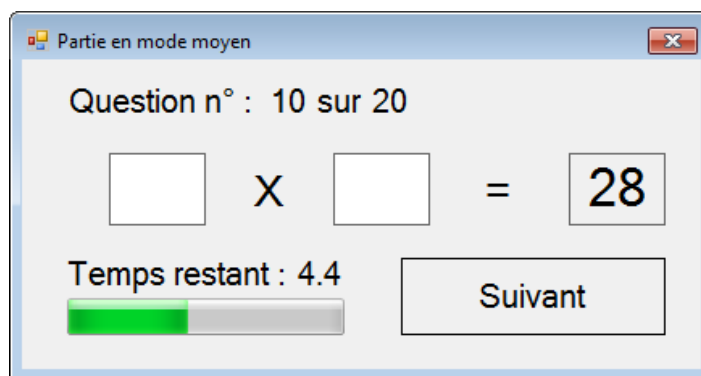 Partie en mode moyen
Question n° : 10 sur 20
X = 28
Temps restant : 4.4
Suivant